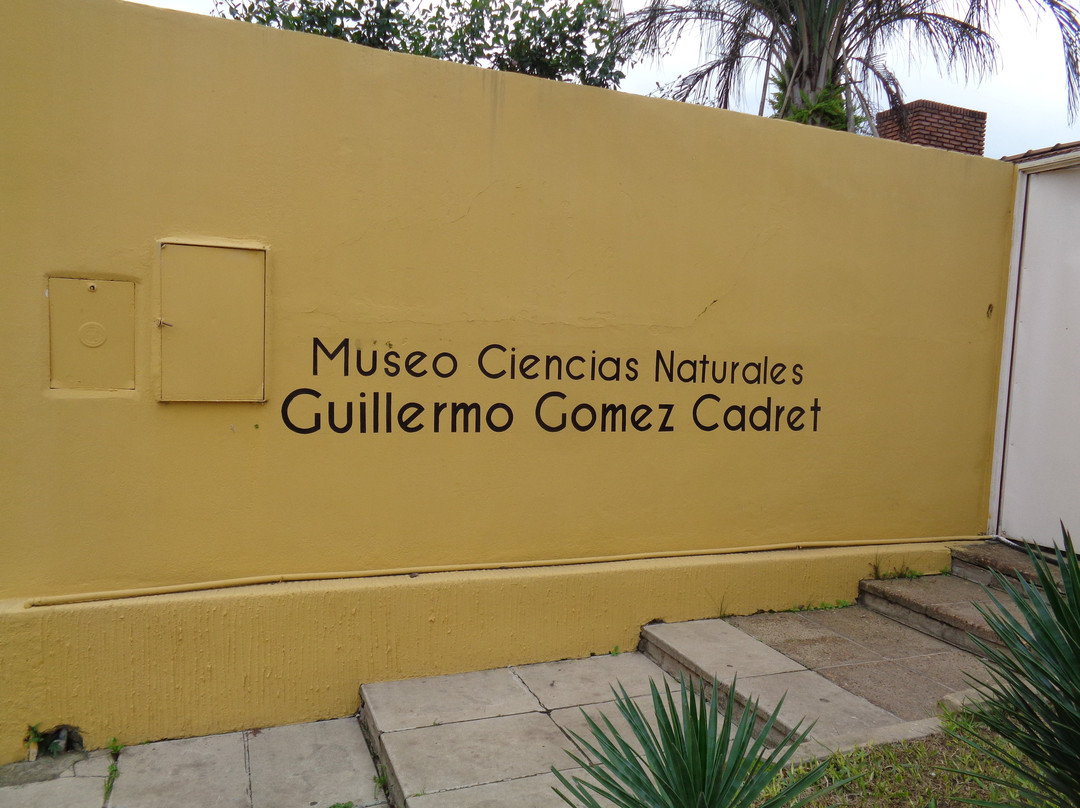 Museo Ciencias Naturales
Guillermo Gomez Cadret